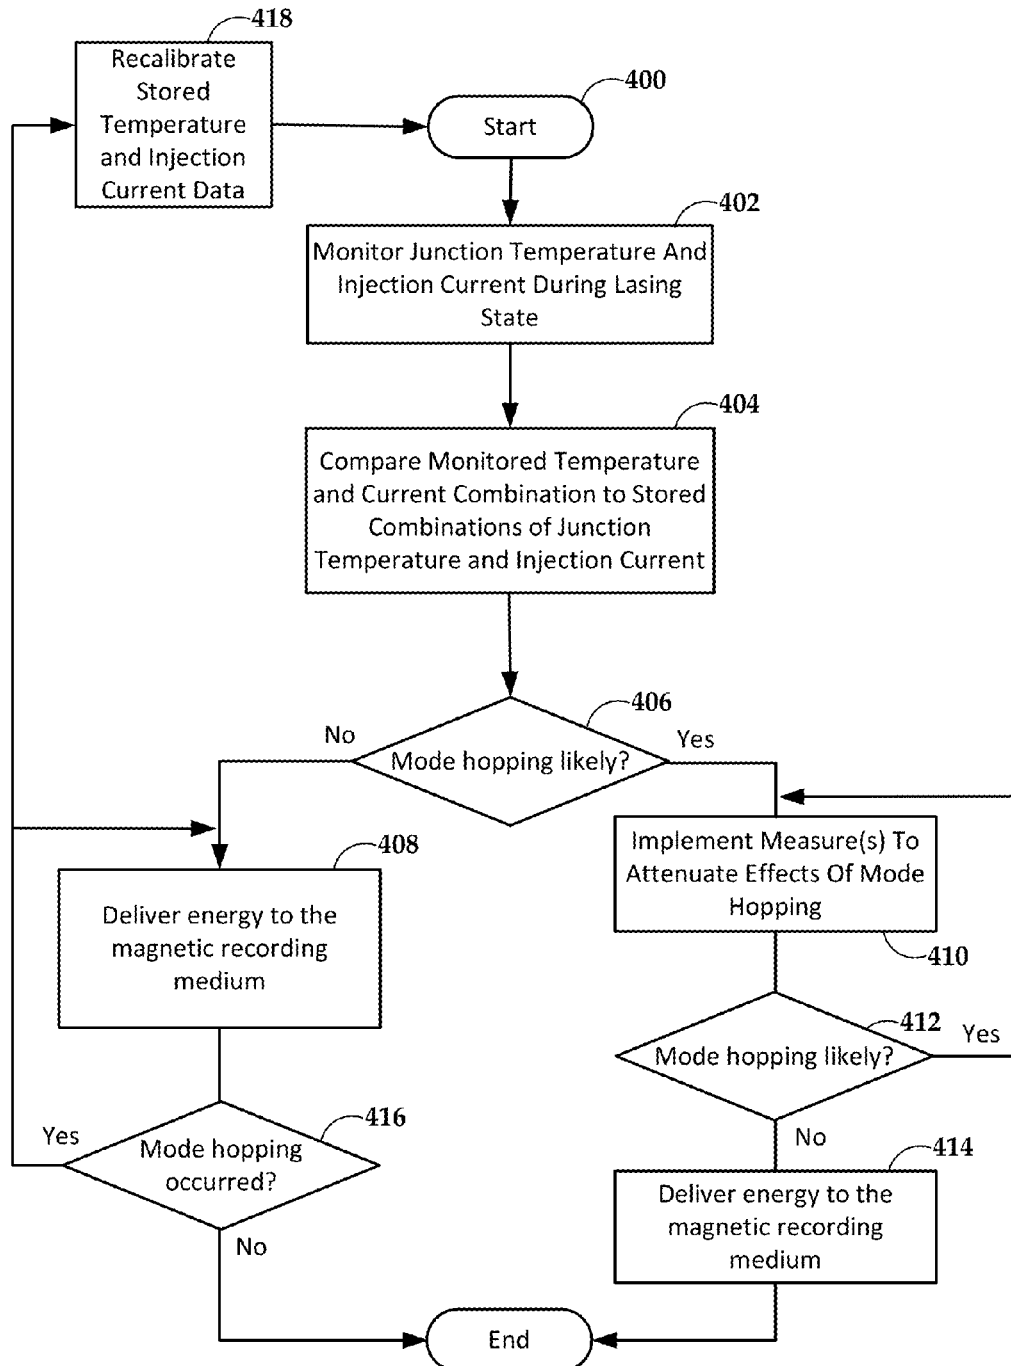 418
Recalibrate
Stored
Temperature
and Injection
Current Data
400
Start
402
Monitor Junction Temperature And
Injection Current During Lasing
State
404
Compare Monitored Temperature
and Current Combination to Stored
Combinations of Junction
Temperature and Injection Current
406
No
Mode hopping likely?
Yes
408
Deliver energy to the
magnetic recording
medium
Implement Measure(s) To
Attenuate Effects Of Mode
Hopping
410
412
Mode hopping likely?
Yes
No
416
Yes
Mode hopping
occurred?
No
414
Deliver energy to the
magnetic recording
medium
End